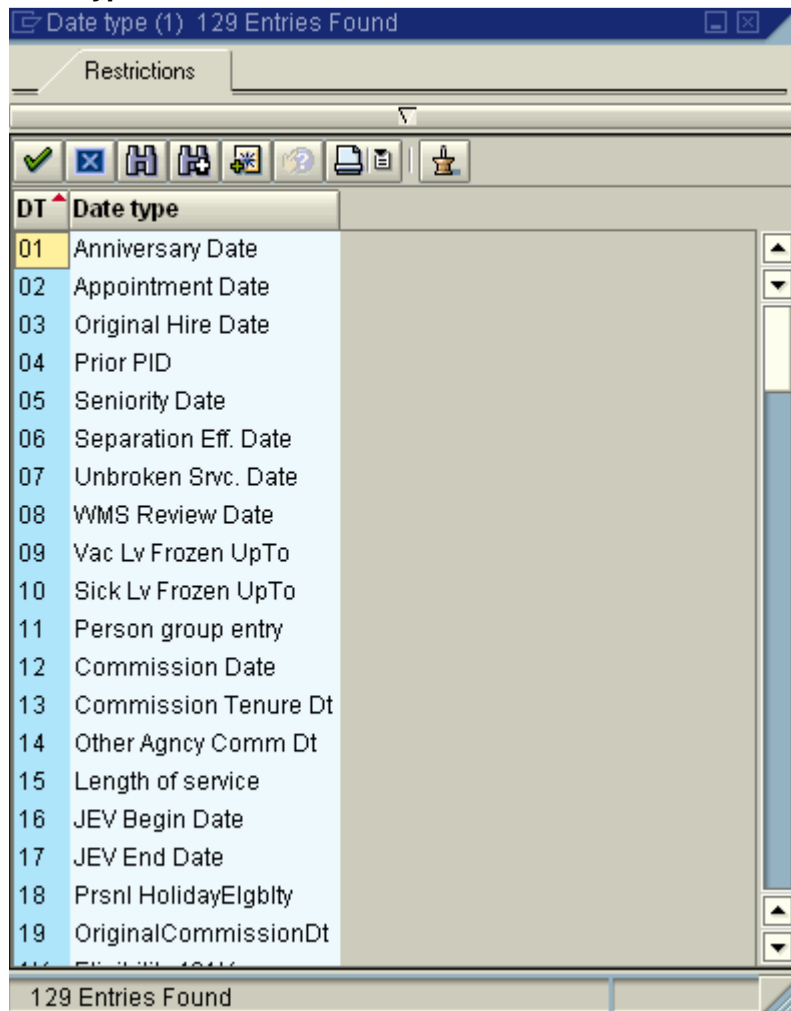 Date type (1) 129 Entries Found
Restrictions
DT Date type
01 Anniversary Date
02 Appointment Date
03 Original Hire Date
04 Prior PID
05 Seniority Date
06 Separation Eff. Date
07 Unbroken Srvc. Date
08 WMS Review Date
09 Vac Lv Frozen UpTo
10 Sick Lv Frozen UpTo
11 Person group entry
12 Commission Date
13 Commission Tenure Dt
14 Other Agncy Comm Dt
15 Length of service
16 JEV Begin Date
17 JEV End Date
18 Prsnl HolidayElgblty
19 OriginalCommissionDt
129 Entries Found